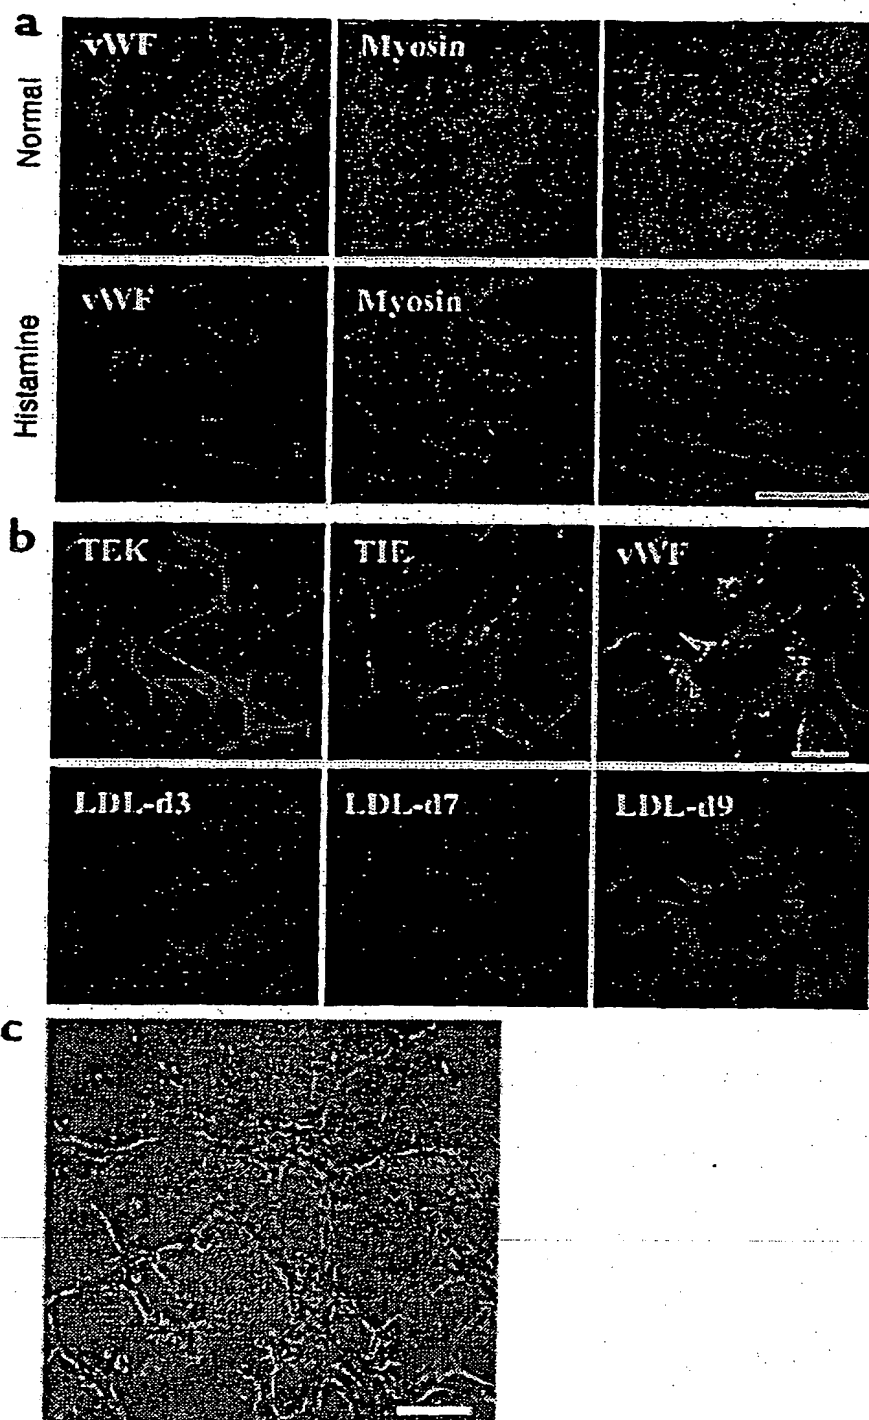 a
Normal
vWF
Myosin
Histamine
vWF
Myosin
b
TEK
TIE
vWF
LDL-d3
LDL-d7
LDL-d9
c